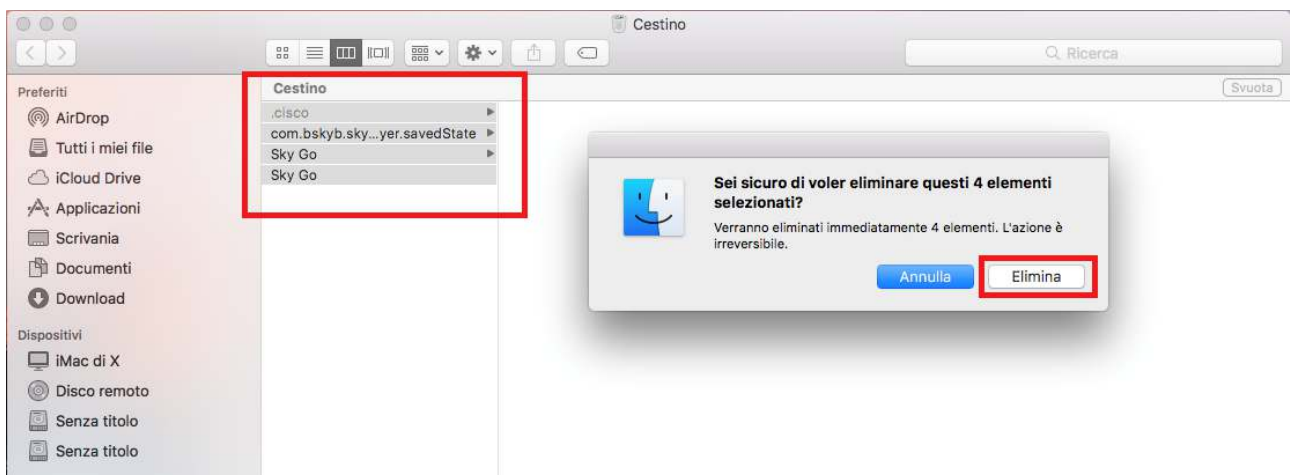 Cestino
Ricerca
Preferiti
AirDrop
Tutti i miei file
iCloud Drive
Applicazioni
Scrivania
Documenti
Download
Dispositivi
iMac di X
Disco remoto
Senza titolo
Senza titolo
Cestino
Svuota
.cisco
com.bskyb.sky...yer.savedState
Sky Go
Sky Go
Sei sicuro di voler eliminare questi 4 elementi
selezionati?
Verranno eliminati immediatamente 4 elementi. L'azione è
irreversibile.
Annulla
Elimina